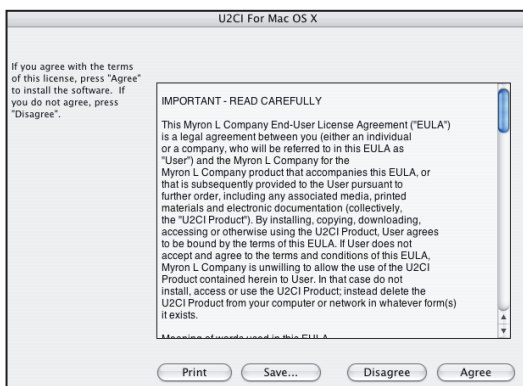 U2CI For Mac OS X
If you agree with the terms
of this license, press "Agree"
to install the software.  If
you do not agree, press
"Disagree".
IMPORTANT - READ CAREFULLY
This Myron L Company End-User License Agreement ("EULA")
is a legal agreement between you (either an individual
or a company, who will be referred to in this EULA as
"User") and the Myron L Company for the
Myron L Company product that accompanies this EULA, or
that is subsequently provided to the User pursuant to
further order, including any associated media, printed
materials and electronic documentation (collectively,
the "U2CI Product"). By installing, copying, downloading,
accessing or otherwise using the U2CI Product, User agrees
to be bound by the terms of this EULA. If User does not
accept and agree to the terms and conditions of this EULA,
Myron L Company is unwilling to allow the use of the U2CI
Product contained herein to User. In that case do not
install, access or use the U2CI Product; instead delete the
U2CI Product from your computer or network in whatever form(s)
it exists.
Meaning of words used in this EULA
Print
Save...
Disagree
Agree